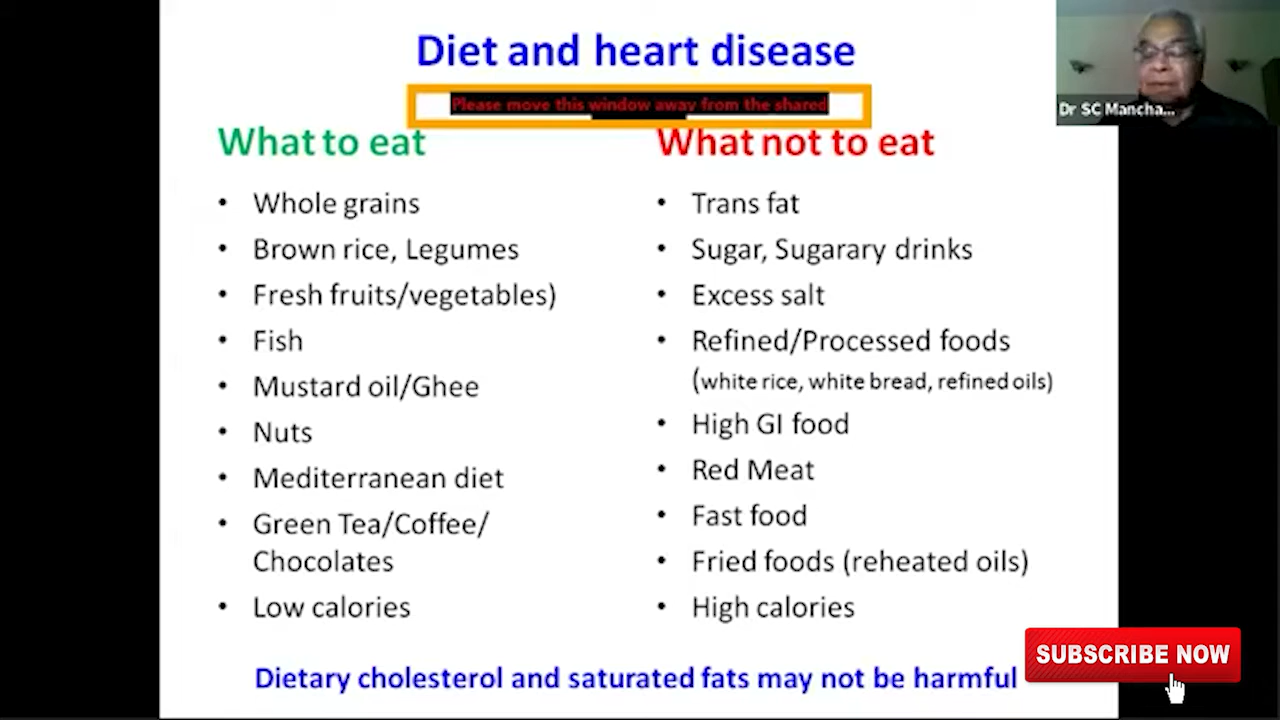 Diet and heart disease
Please move this window away from the shared
Dr SC Mancha...
What to eat
• Whole grains
• Brown rice, Legumes
• Fresh fruits/vegetables)
• Fish
• Mustard oil/Ghee
• Nuts
• Mediterranean diet
• Green Tea/Coffee/
Chocolates
• Low calories
What not to eat
• Trans fat
• Sugar, Sugarary drinks
• Excess salt
• Refined/Processed foods
(white rice, white bread, refined oils)
• High GI food
• Red Meat
• Fast food
• Fried foods (reheated oils)
• High calories
Dietary cholesterol and saturated fats may not be harmful
SUBSCRIBE NOW